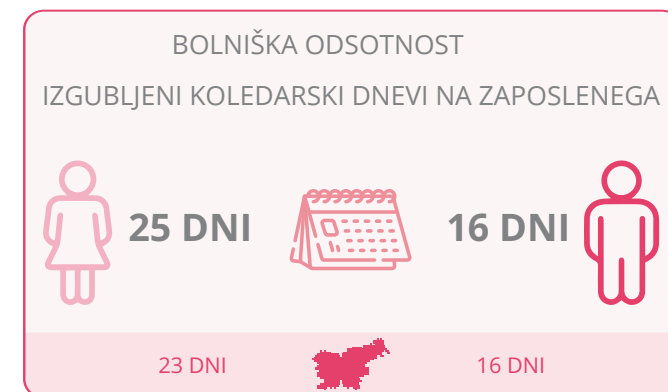 BOLNIŠKA ODSOTNOST
IZGUBLJENI KOLEDARSKI DNEVI NA ZAPOSLENEGA
25 DNI 16 DNI
23 DNI 16 DNI